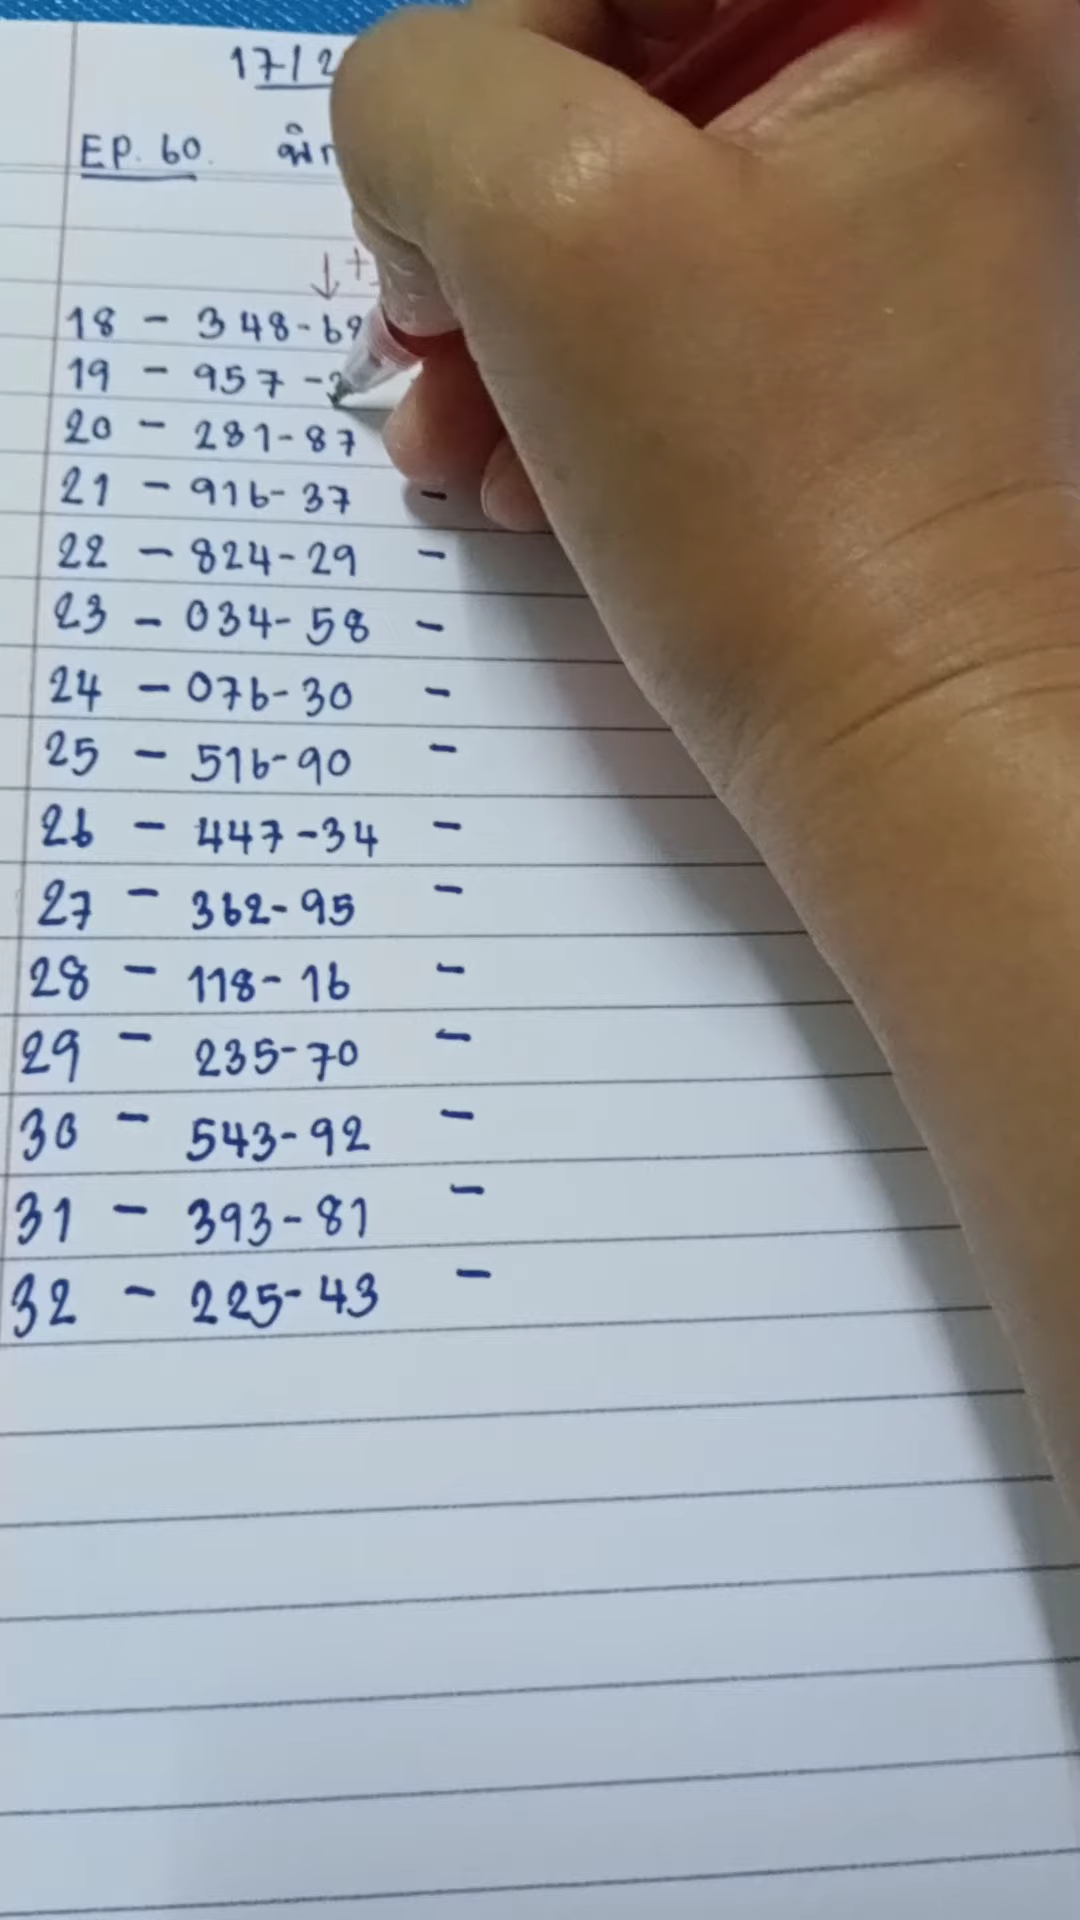 17/2
EP. 60.
↓+
18 - 348-69
19 - 957 -
20 - 281-87
21 - 916-37 -
22 - 824-29 -
23 - 034-58 -
24 - 076-30 -
25 - 516-90 -
26 - 447-34 -
27 - 362-95 -
28 - 118-16 -
29 - 235-70 -
30 - 543-92 -
31 - 393-81 -
32 - 225-43 -